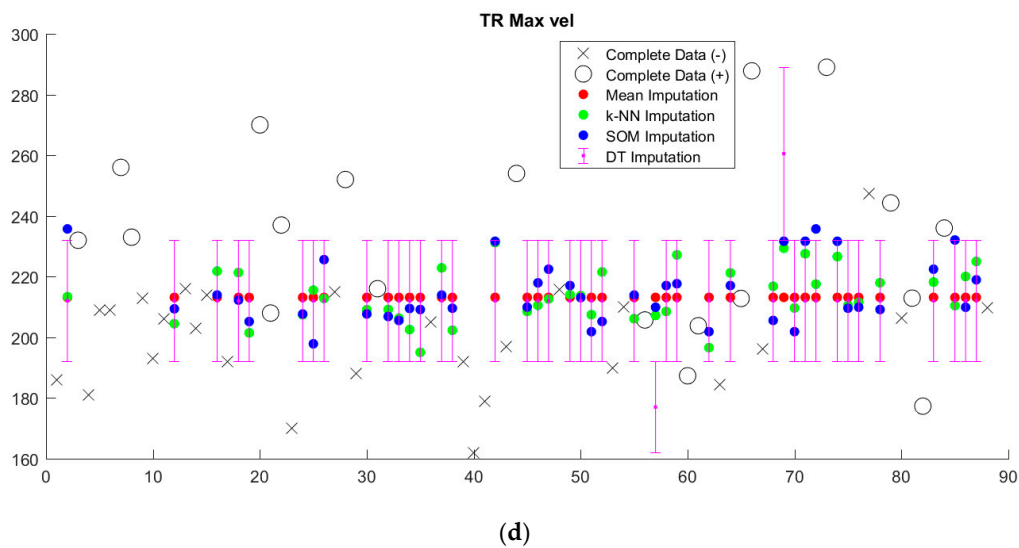 TR Max vel
300
280
260
240
220
200
180
160
0 10 20 30 40 50 60 70 80 90
Complete Data (-)
Complete Data (+)
Mean Imputation
k-NN Imputation
SOM Imputation
DT Imputation
(d)